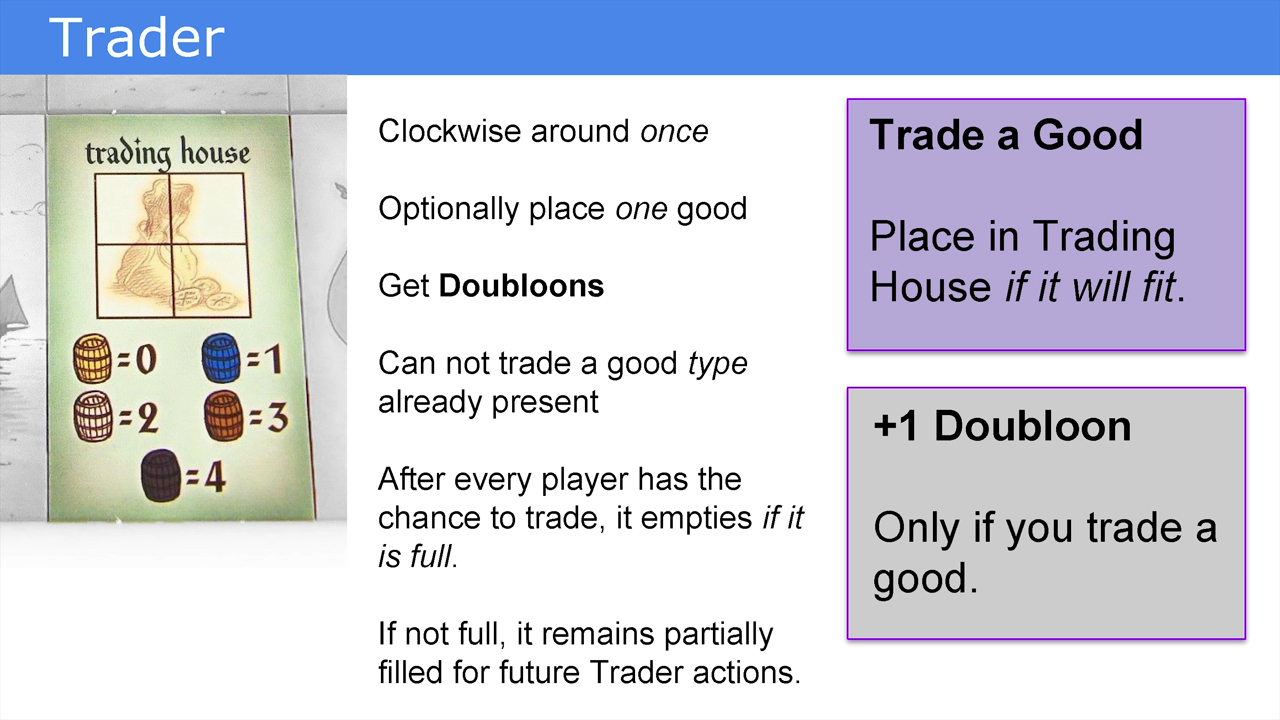 Trader
trading house
=0 =1
=2 =3
=4
Clockwise around once
Optionally place one good
Get Doubloons
Can not trade a good type
already present
After every player has the
chance to trade, it empties if it
is full.
If not full, it remains partially
filled for future Trader actions.
Trade a Good
Place in Trading
House if it will fit.
+1 Doubloon
Only if you trade a
good.